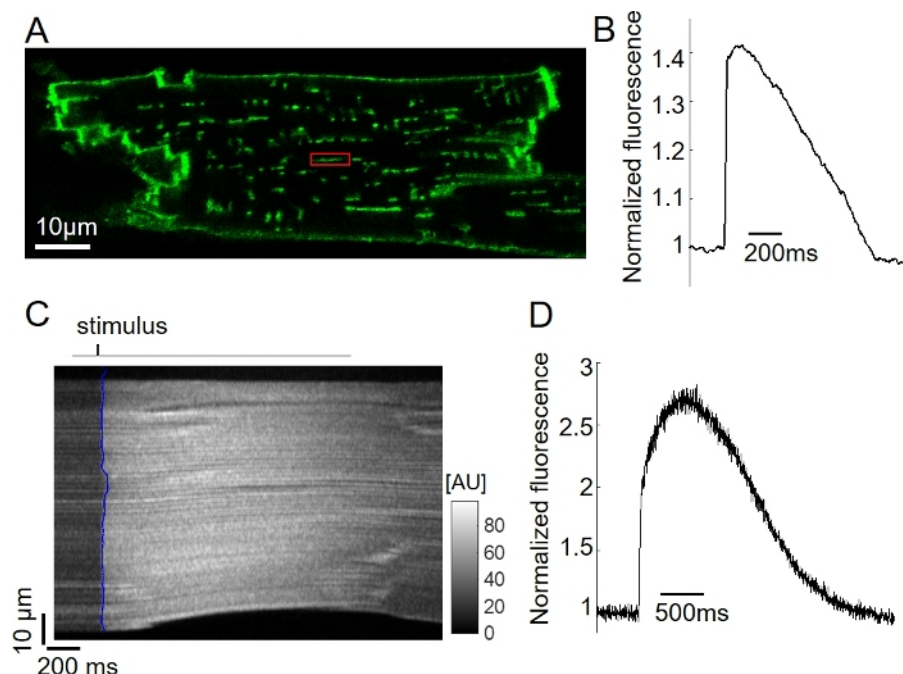 A
10μm
B
Normalized fluorescence
1.4
1.3
1.2
1.1
1
200ms
C
stimulus
[AU]
80
60
40
20
0
10 μm
200 ms
D
Normalized fluorescence
3
2.5
2
1.5
1
500ms